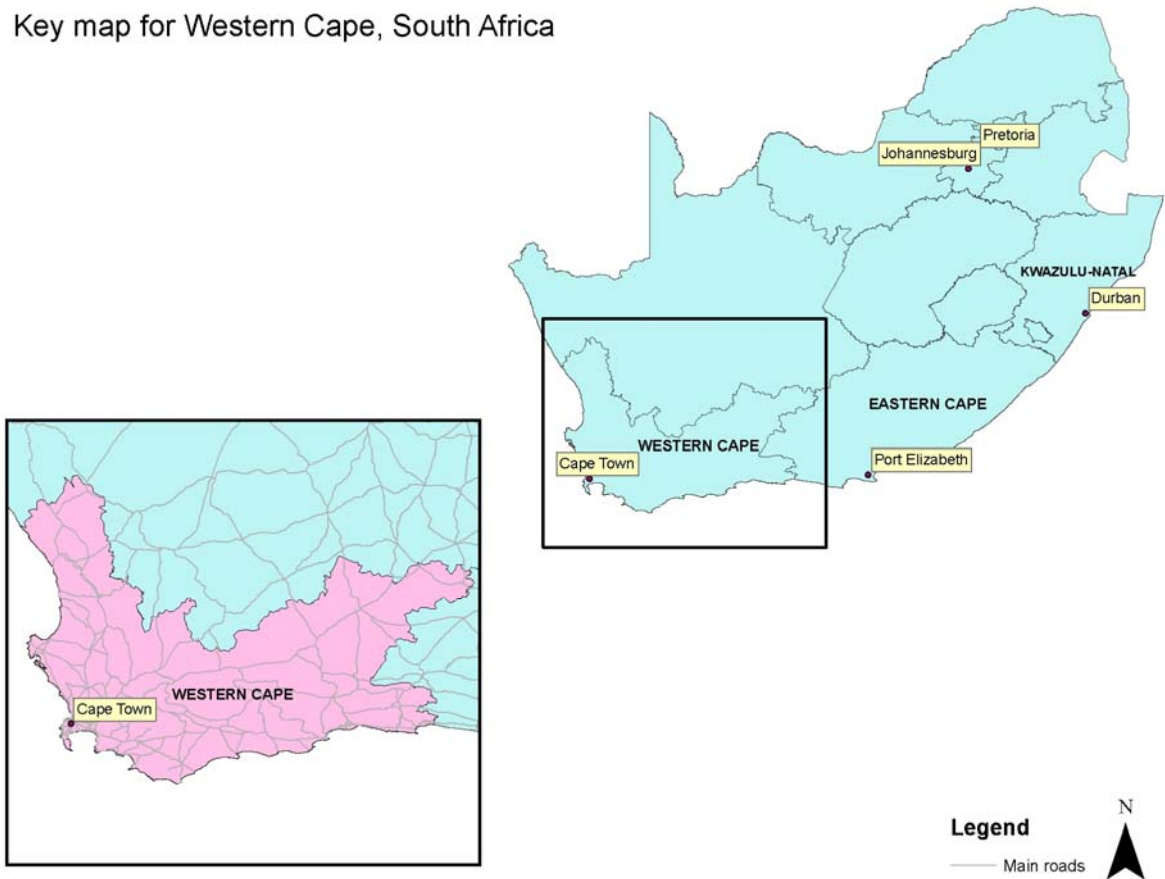 Key map for Western Cape, South Africa
Pretoria
Johannesburg
KWAZULU-NATAL
Durban
EASTERN CAPE
WESTERN CAPE
Cape Town
Port Elizabeth
WESTERN CAPE
Cape Town
N
Legend
Main roads